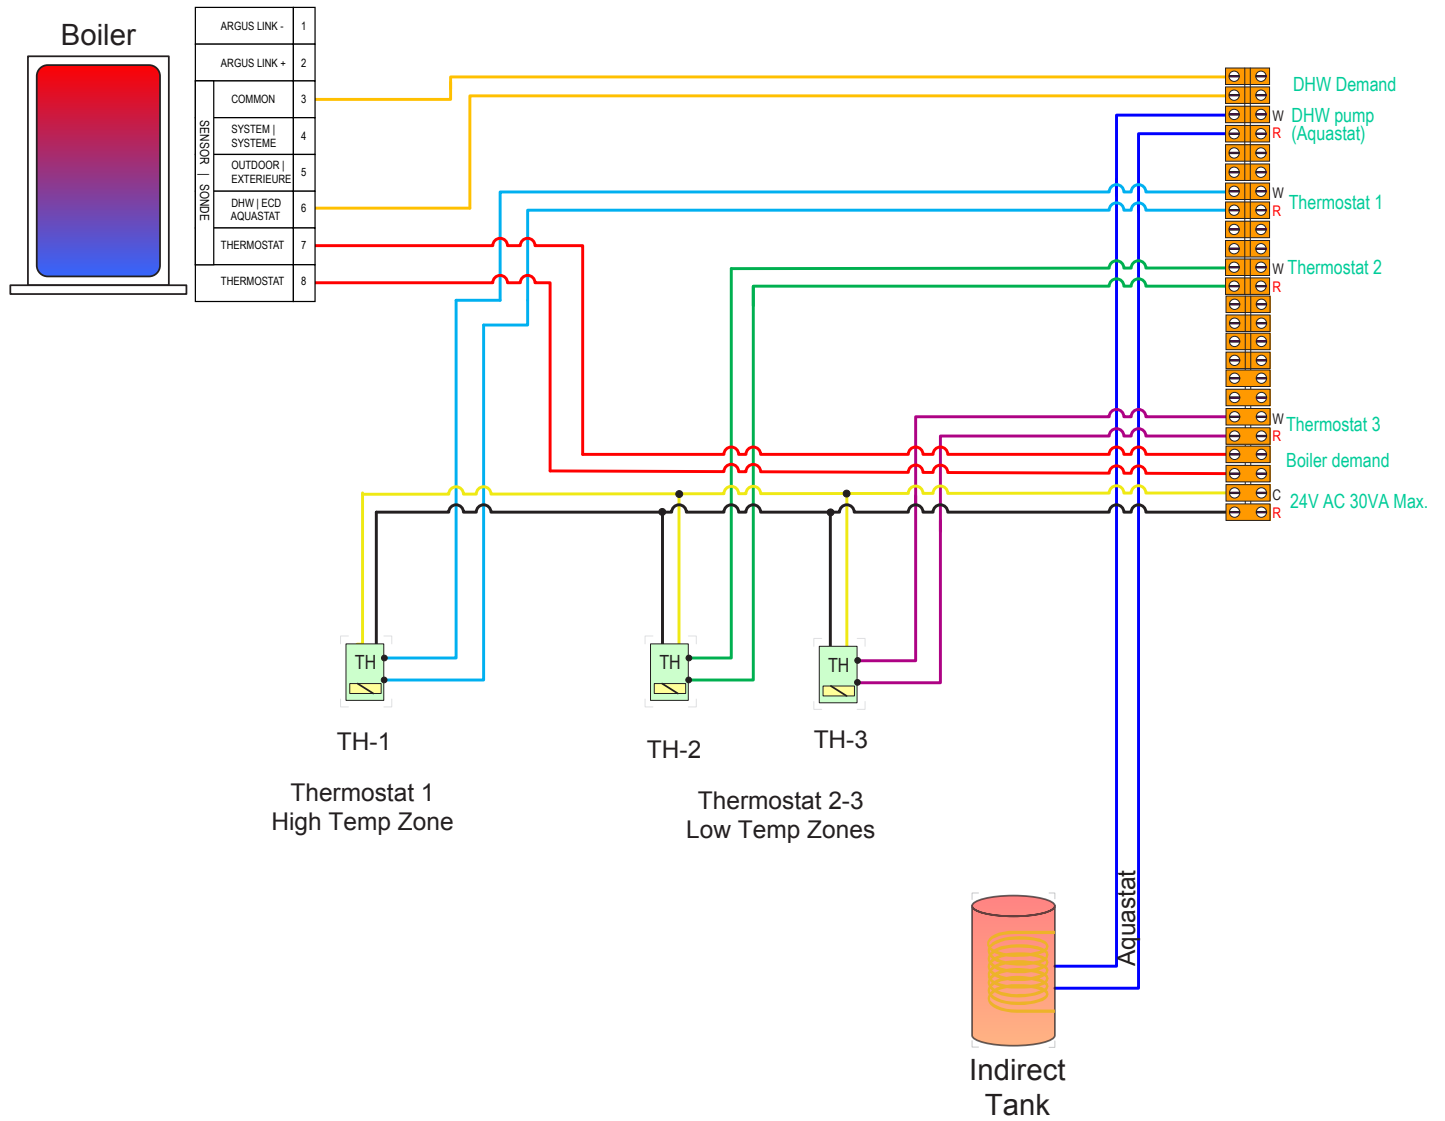 Boiler
ARGUS LINK - 1
ARGUS LINK + 2
SENSOR | SONDE
COMMON 3
SYSTEM | 4
SYSTEME
OUTDOOR | 5
EXTERIEURE
DHW | ECD 6
AQUASTAT
THERMOSTAT 7
THERMOSTAT 8
DHW Demand
W DHW pump
R (Aquastat)
W
Thermostat 1
R
W Thermostat 2
R
W
Thermostat 3
R
Boiler demand
C
24V AC 30VA Max.
R
TH
TH
TH
TH-1
TH-2
TH-3
Thermostat 1
High Temp Zone
Thermostat 2-3
Low Temp Zones
Aquastat
Indirect
Tank